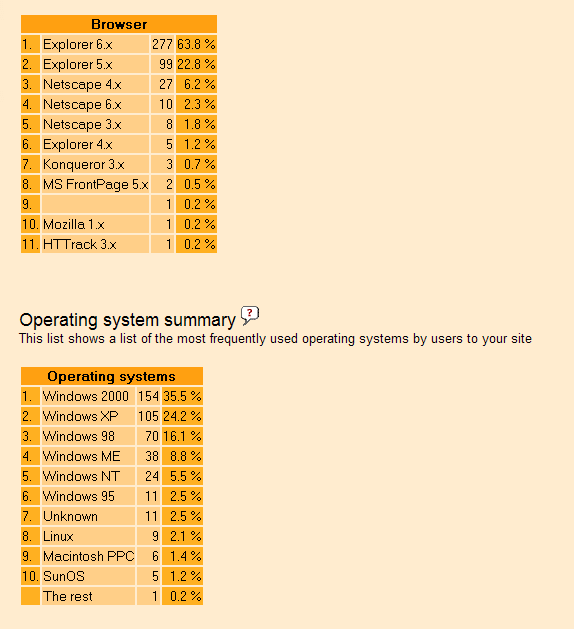 Browser
1. Explorer 6.x 277 63.8 %
2. Explorer 5.x 99 22.8 %
3. Netscape 4.x 27 6.2 %
4. Netscape 6.x 10 2.3 %
5. Netscape 3.x 8 1.8 %
6. Explorer 4.x 5 1.2 %
7. Konqueror 3.x 3 0.7 %
8. MS FrontPage 5.x 2 0.5 %
9. 1 0.2 %
10. Mozilla 1.x 1 0.2 %
11. HTTrack 3.x 1 0.2 %
Operating system summary ?
This list shows a list of the most frequently used operating systems by users to your site
Operating systems
1. Windows 2000 154 35.5 %
2. Windows XP 105 24.2 %
3. Windows 98 70 16.1 %
4. Windows ME 38 8.8 %
5. Windows NT 24 5.5 %
6. Windows 95 11 2.5 %
7. Unknown 11 2.5 %
8. Linux 9 2.1 %
9. Macintosh PPC 6 1.4 %
10. SunOS 5 1.2 %
The rest 1 0.2 %